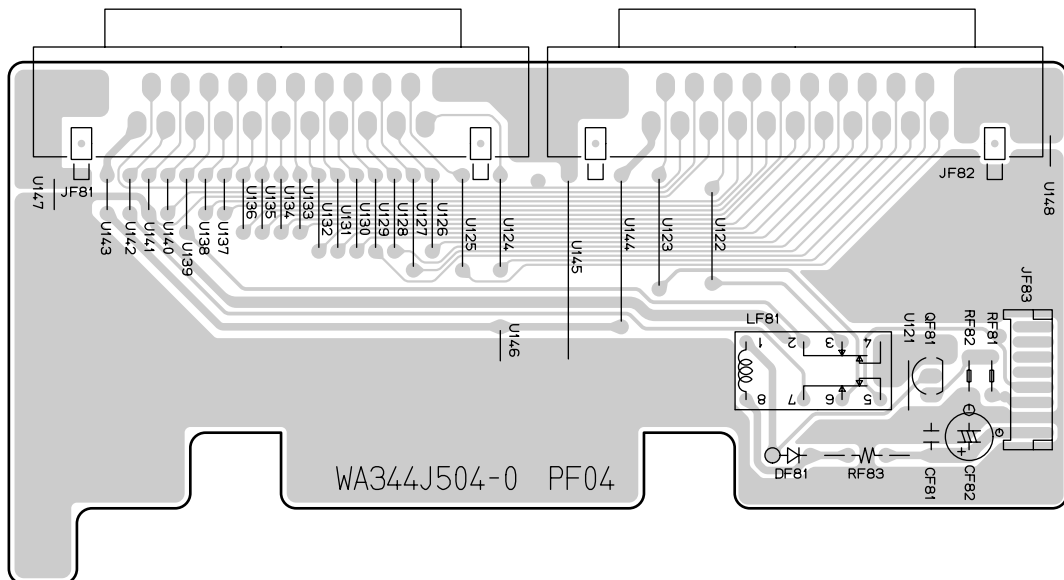 JF81
JF82
U147
U143
U142
U141
U140
U139
U138
U137
U136
U135
U134
U133
U132
U131
U130
U129
U128
U127
U126
U125
U124
U145
U144
U123
U122
U148
U146
LF81
1 2 3 4
8 7 6 5
U121
QF81
RF82
RF81
JF83
DF81
RF83
CF81
+
CF82
WA344J504-0 PF04